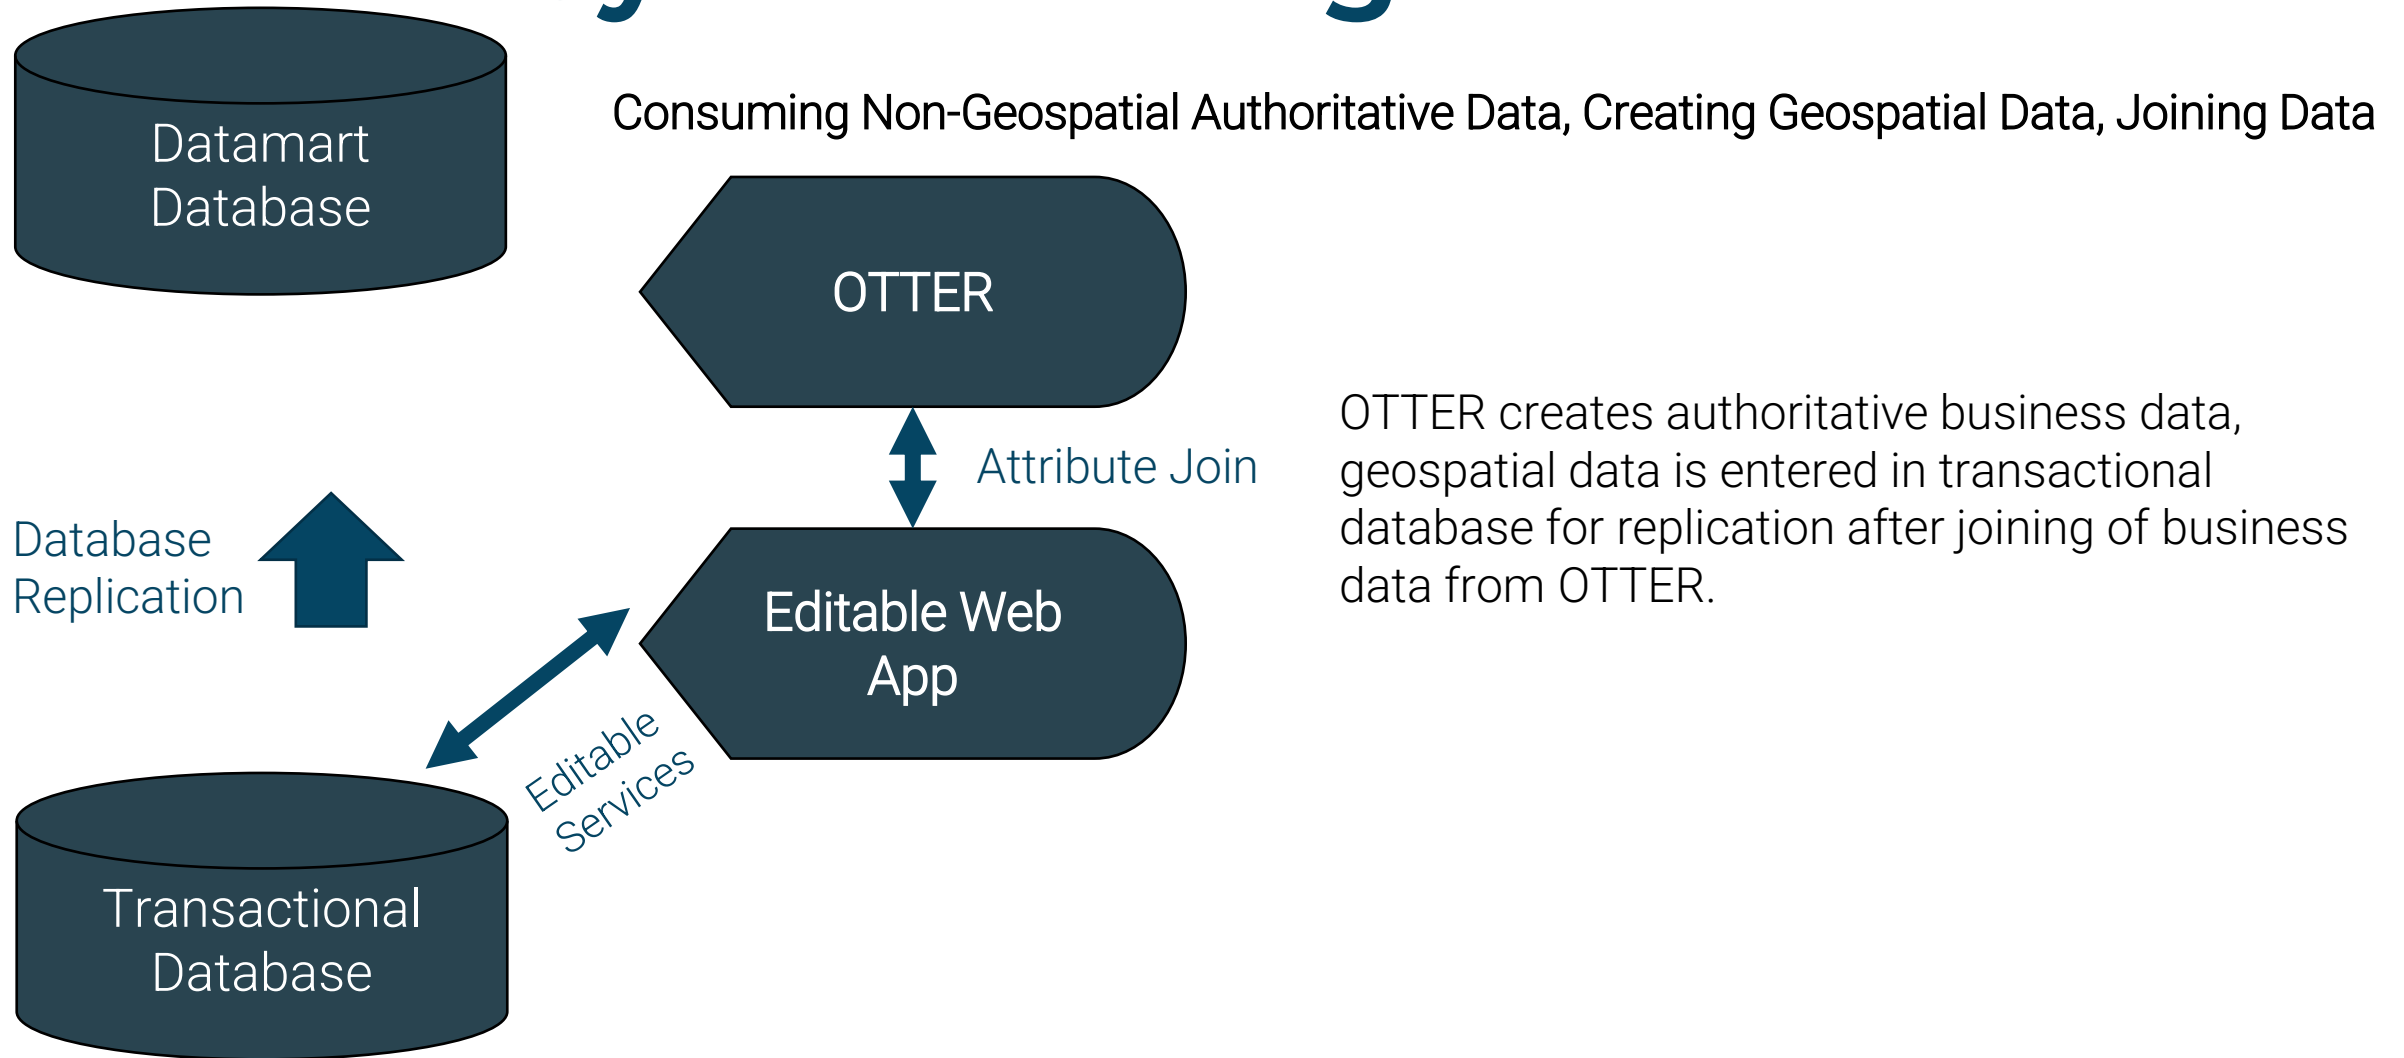 Consuming Non-Geospatial Authoritative Data, Creating Geospatial Data, Joining Data
Datamart
Database
OTTER
Attribute Join
OTTER creates authoritative business data,
geospatial data is entered in transactional
database for replication after joining of business
data from OTTER.
Database
Replication
Editable Web
App
Editable
Services
Transactional
Database